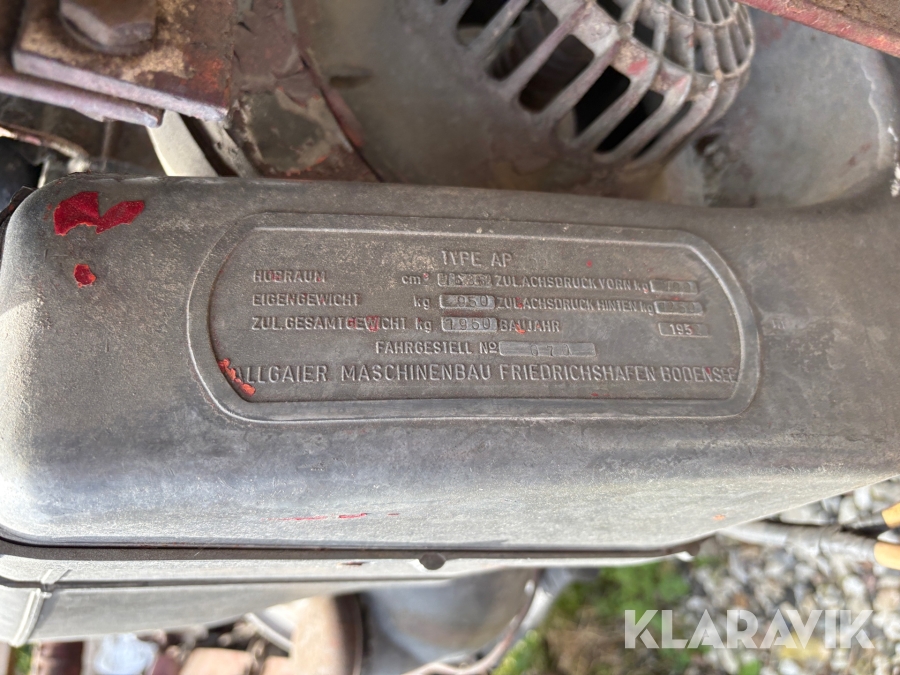 TYPE AP
HUBRAUM cm³ ZUL.ACHSDRUCK VORN kg
EIGENGEWICHT kg 950 ZUL.ACHSDRUCK HINTEN kg
ZUL.GESAMTGEWICHT kg 1960 BAUJAHR 195
FAHRGESTELL No
ALLGAIER MASCHINENBAU FRIEDRICHSHAFEN/BODENSEE
KLARAVIK